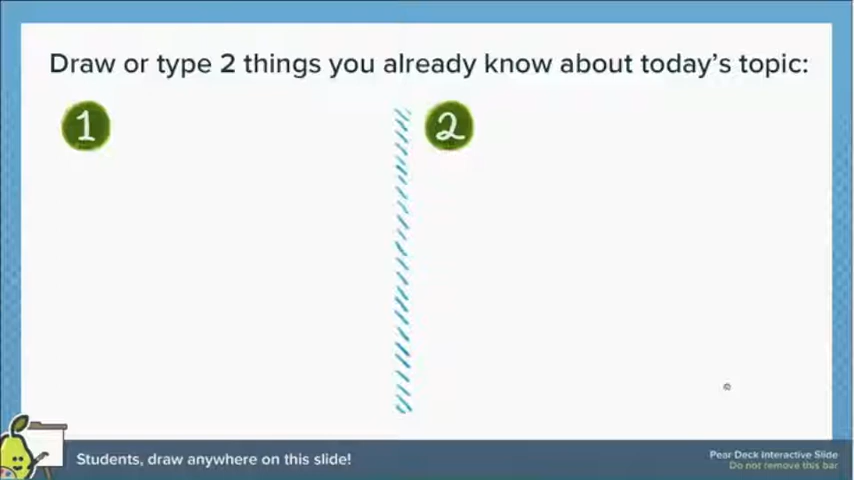 Draw or type 2 things you already know about today's topic:
1
2
Students, draw anywhere on this slide!
Pear Deck Interactive Slide
Do not remove this bar